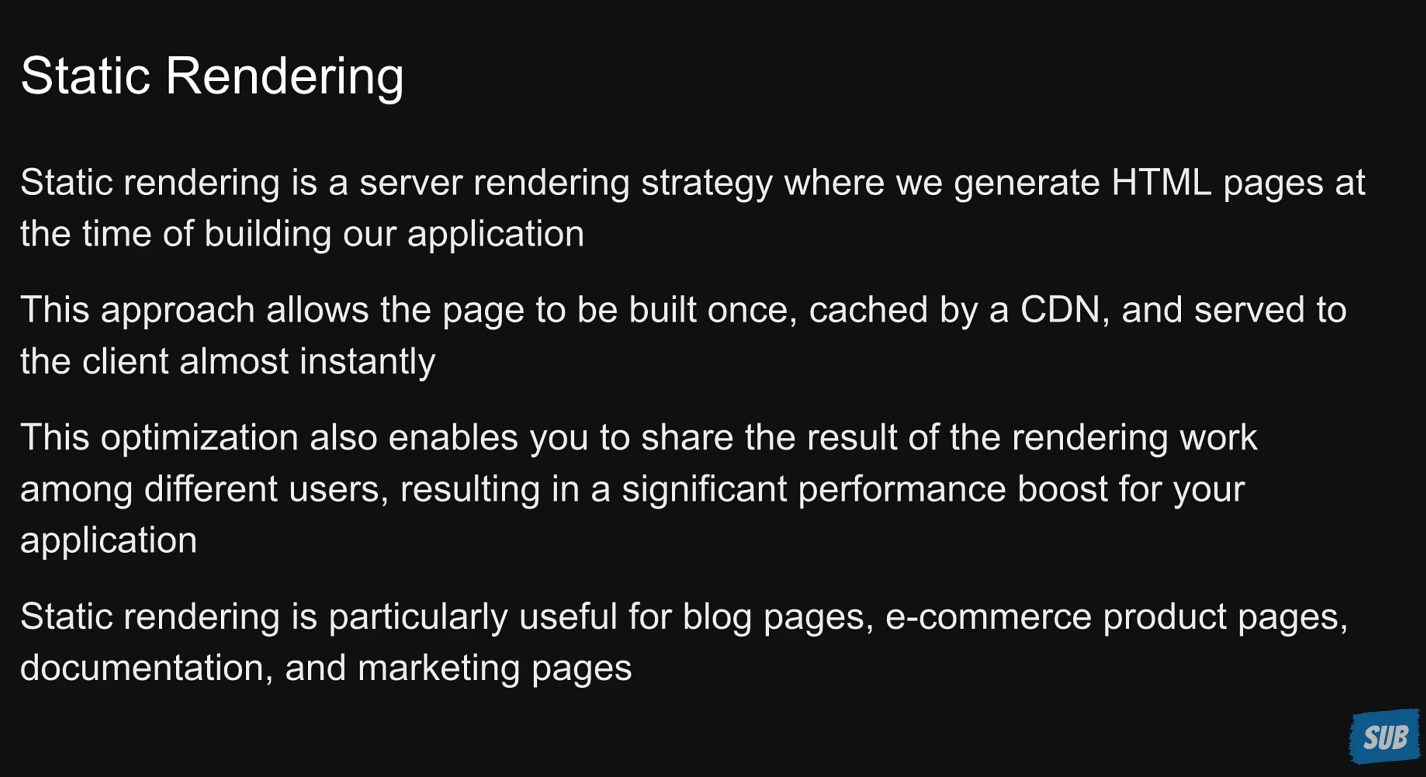 Static Rendering
Static rendering is a server rendering strategy where we generate HTML pages at
the time of building our application
This approach allows the page to be built once, cached by a CDN, and served to
the client almost instantly
This optimization also enables you to share the result of the rendering work
among different users, resulting in a significant performance boost for your
application
Static rendering is particularly useful for blog pages, e-commerce product pages,
documentation, and marketing pages
SUB